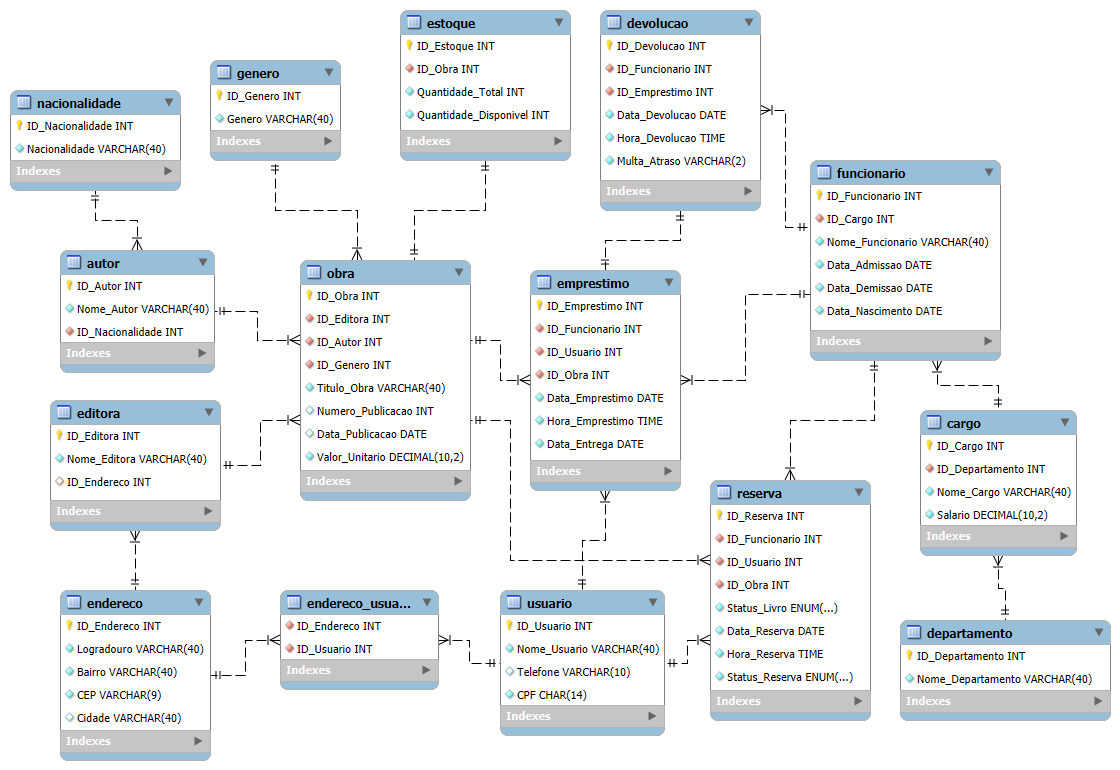 nacionalidade
ID_Nacionalidade INT
Nacionalidade VARCHAR(40)
Indexes
genero
ID_Genero INT
Genero VARCHAR(40)
Indexes
estoque
ID_Estoque INT
ID_Obra INT
Quantidade_Total INT
Quantidade_Disponivel INT
Indexes
devolucao
ID_Devolucao INT
ID_Funcionario INT
ID_Emprestimo INT
Data_Devolucao DATE
Hora_Devolucao TIME
Multa_Atraso VARCHAR(2)
Indexes
funcionario
ID_Funcionario INT
ID_Cargo INT
Nome_Funcionario VARCHAR(40)
Data_Admissao DATE
Data_Demissao DATE
Data_Nascimento DATE
Indexes
autor
ID_Autor INT
Nome_Autor VARCHAR(40)
ID_Nacionalidade INT
Indexes
obra
ID_Obra INT
ID_Editora INT
ID_Autor INT
ID_Genero INT
Titulo_Obra VARCHAR(40)
Numero_Publicacao INT
Data_Publicacao DATE
Valor_Unitario DECIMAL(10,2)
Indexes
emprestimo
ID_Emprestimo INT
ID_Funcionario INT
ID_Usuario INT
ID_Obra INT
Data_Emprestimo DATE
Hora_Emprestimo TIME
Data_Entrega DATE
Indexes
editora
ID_Editora INT
Nome_Editora VARCHAR(40)
ID_Endereco INT
Indexes
cargo
ID_Cargo INT
ID_Departamento INT
Nome_Cargo VARCHAR(40)
Salario DECIMAL(10,2)
Indexes
reserva
ID_Reserva INT
ID_Funcionario INT
ID_Usuario INT
ID_Obra INT
Status_Livro ENUM(...)
Data_Reserva DATE
Hora_Reserva TIME
Status_Reserva ENUM(...)
Indexes
endereco
ID_Endereco INT
Logradouro VARCHAR(40)
Bairro VARCHAR(40)
CEP VARCHAR(9)
Cidade VARCHAR(40)
Indexes
endereco_usua...
ID_Endereco INT
ID_Usuario INT
Indexes
usuario
ID_Usuario INT
Nome_Usuario VARCHAR(40)
Telefone VARCHAR(10)
CPF CHAR(14)
Indexes
departamento
ID_Departamento INT
Nome_Departamento VARCHAR(40)
Indexes